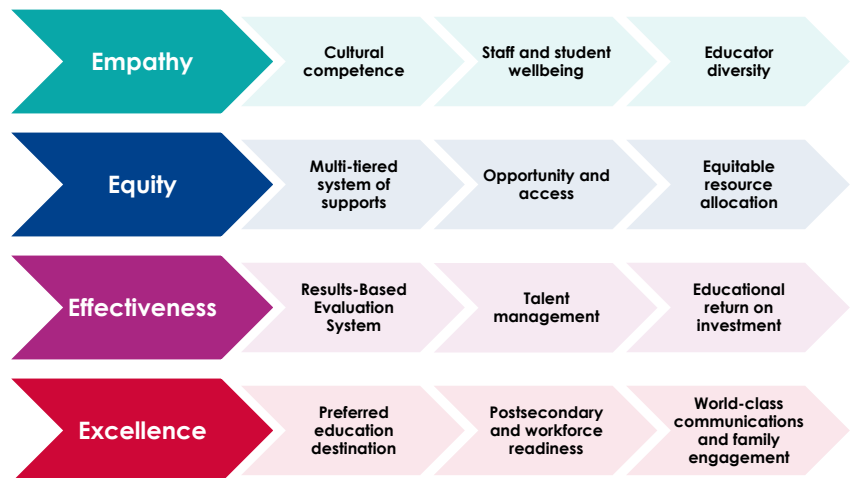 Empathy
Cultural
competence
Staff and student
wellbeing
Educator
diversity
Equity
Multi-tiered
system of
supports
Opportunity and
access
Equitable
resource
allocation
Effectiveness
Results-Based
Evaluation
System
Talent
management
Educational
return on
investment
Excellence
Preferred
education
destination
Postsecondary
and workforce
readiness
World-class
communications
and family
engagement